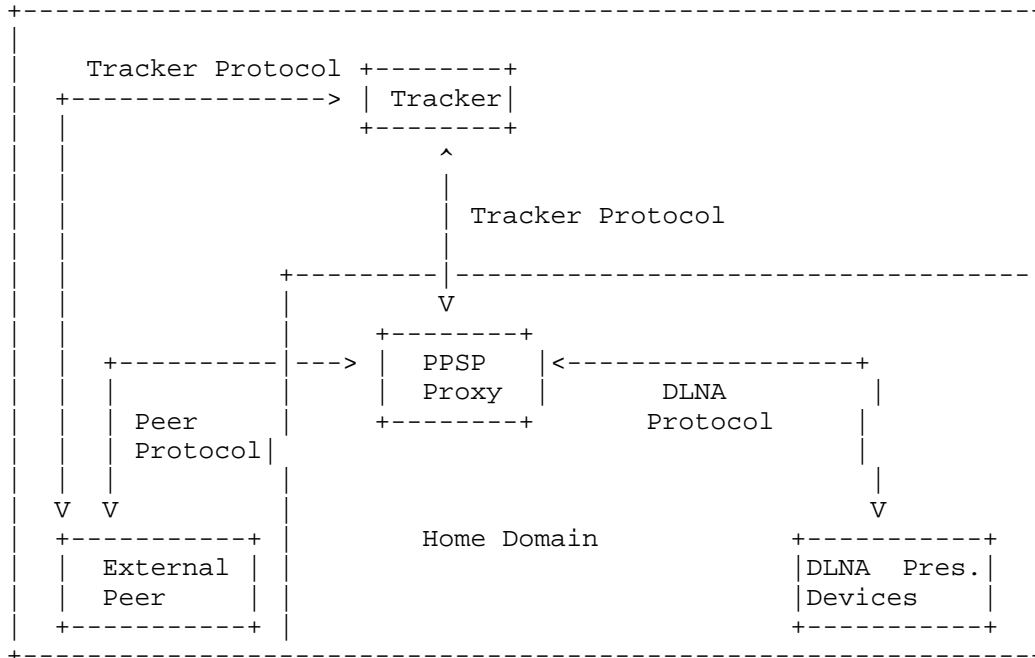 Tracker Protocol
Tracker
Tracker Protocol
V
PPSP
Proxy
DLNA
Protocol
Peer
Protocol
V V V
Home Domain
External
Peer
DLNA Pres.
Devices